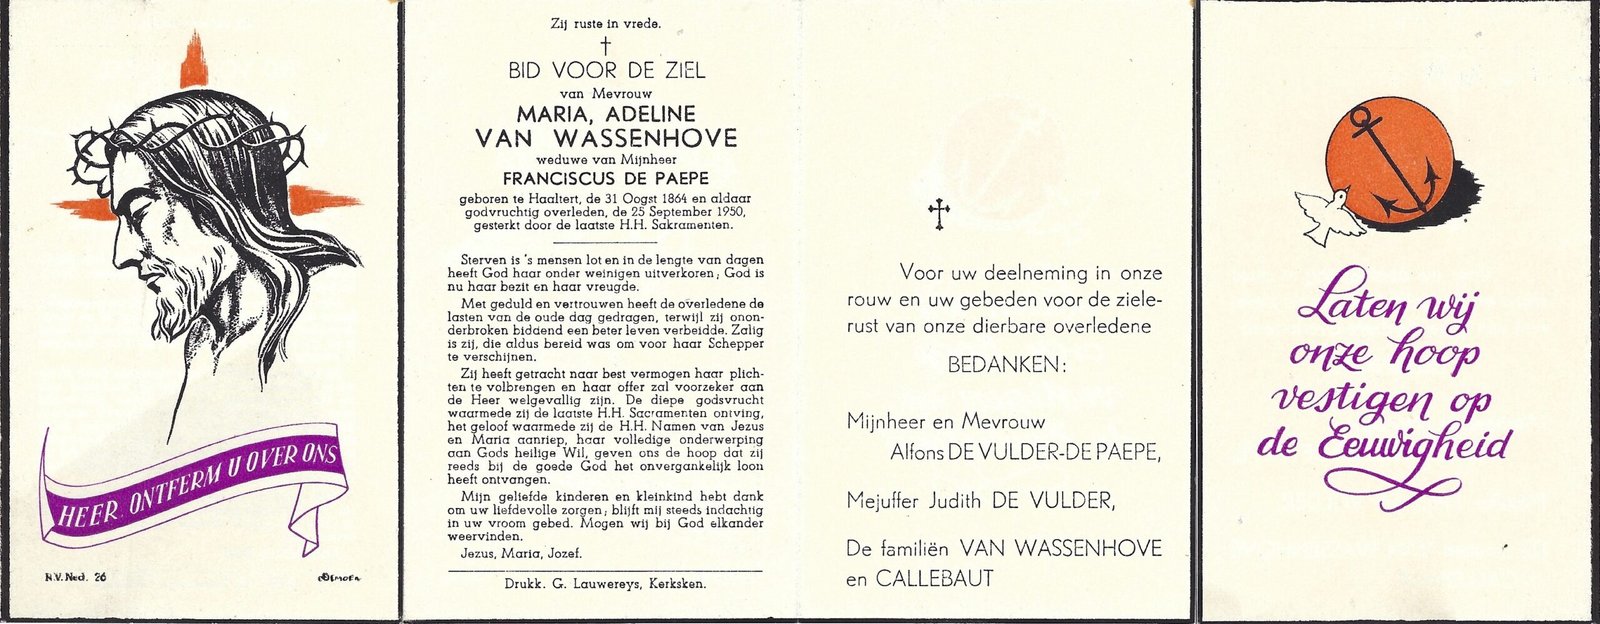 HEER ONTFERM U OVER ONS
N.V. Ned. 26
Zij ruste in vrede.
BID VOOR DE ZIEL
van Mevrouw
MARIA, ADELINE
VAN WASSENHOVE
weduwe van Mijnheer
FRANCISCUS DE PAEPE
geboren te Haaltert, de 31 Oogst 1864 en aldaar
godvruchtig overleden, de 25 September 1950,
gesterkt door de laatste H.H. Sakramenten.
Sterven is 's mensen lot en in de lengte van dagen
heeft God haar onder weinigen uitverkoren; God is
nu haar bezit en haar vreugde.
Met geduld en vertrouwen heeft de overledene de
lasten van de oude dag gedragen, terwijl zij onon-
derbroken biddend een beter leven verbeidde. Zalig
is zij, die aldus bereid was om voor haar Schepper
te verschijnen.
Zij heeft getracht naar best vermogen haar plich-
ten te volbrengen en haar offer zal voorzeker aan
de Heer welgevallig zijn. De diepe godsvrucht
waarmede zij de laatste H.H. Sacramenten ontving,
het geloof waarmede zij de H.H. Namen van Jezus
en Maria aanriep, haar volledige onderwerping
aan Gods heilige Wil, geven ons de hoop dat zij
reeds bij de goede God het onvergankelijk loon
heeft ontvangen.
Mijn geliefde kinderen en kleinkind hebt dank
om uw liefdevolle zorgen; blijft mij steeds indachtig
in uw vroom gebed. Mogen wij bij God elkander
weervinden.
Jezus, Maria, Jozef.
Drukk. G. Lauwereys, Kerksken.
Voor uw deelneming in onze
rouw en uw gebeden voor de ziele-
rust van onze dierbare overledene
BEDANKEN:
Mijnheer en Mevrouw
Alfons DE VULDER-DE PAEPE,
Mejuffer Judith DE VULDER,
De familiën VAN WASSENHOVE
en CALLEBAUT
Laten wij
onze hoop
vestigen op
de Eeuwigheid